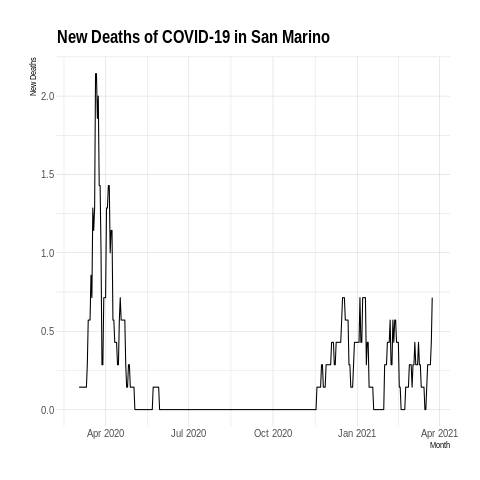 New Deaths of COVID-19 in San Marino
New Deaths
2.0
1.5
1.0
0.5
0.0
Apr 2020 Jul 2020 Oct 2020 Jan 2021 Apr 2021
Month